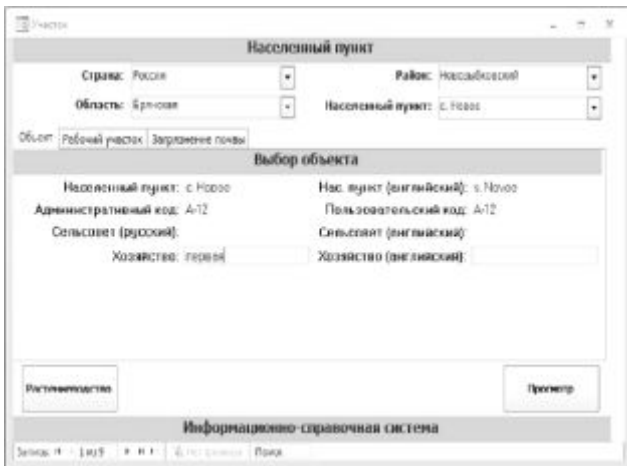 Участок
Населенный пункт
Страна: Россия Район: Новозыбковский
Область: Брянская Населенный пункт: с. Новое
Объект Рабочий участок Загрязнение почвы
Выбор объекта
Населенный пункт: с. Новое Нас. пункт (английский): s. Novoe
Административный код: А-12 Пользовательский код: А-12
Сельсовет (русский): Сельсовет (английский):
Хозяйство: первое Хозяйство (английский):
Растениеводство Просмотр
Информационно-справочная система
Запись: 1 из 9 Поиск